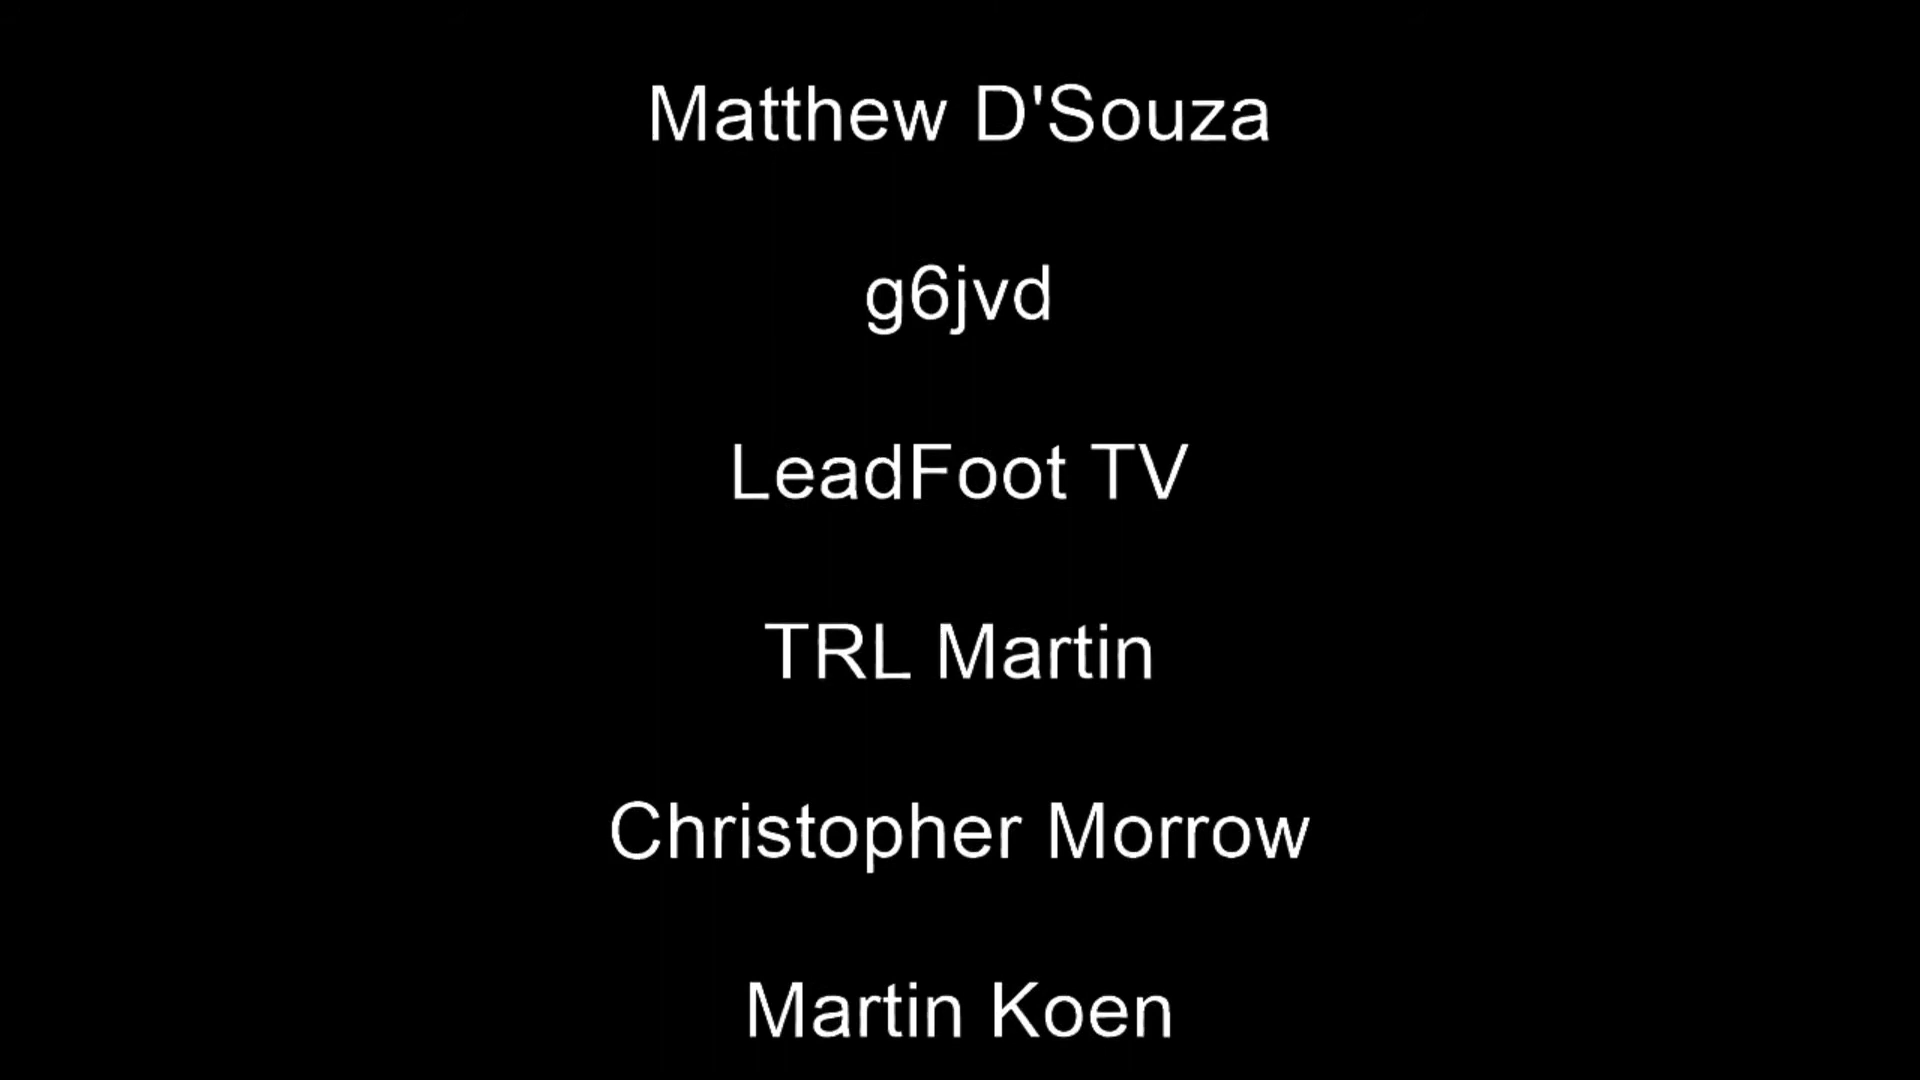 Matthew D'Souza
g6jvd
LeadFoot TV
TRL Martin
Christopher Morrow
Martin Koen